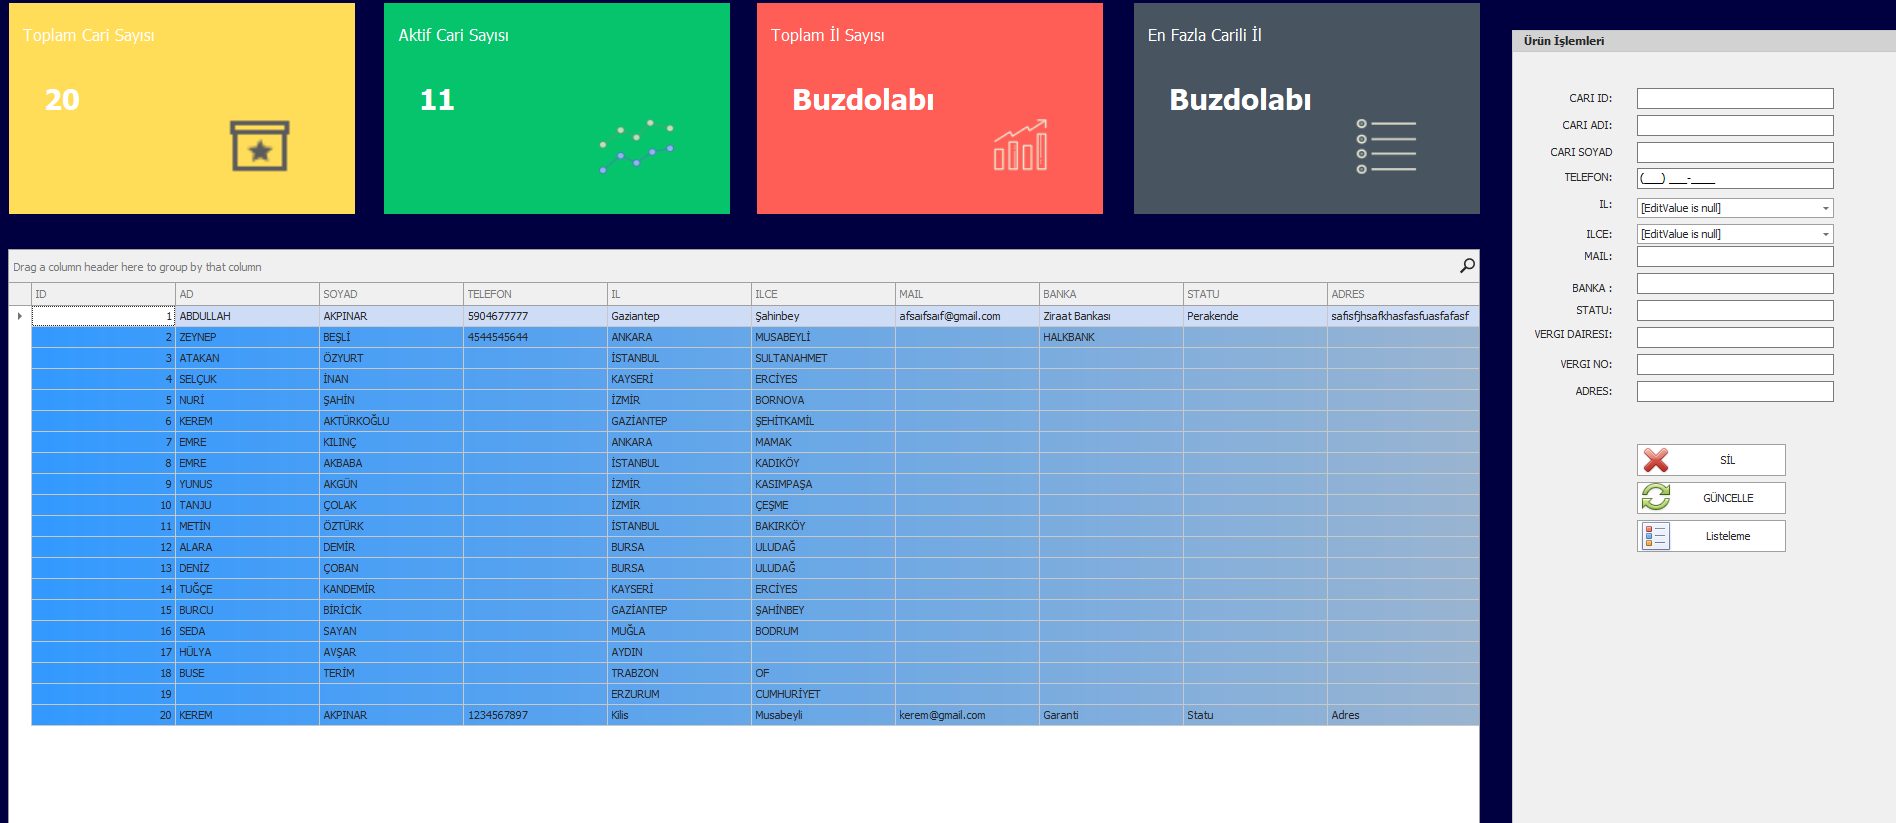 Toplam Cari Sayısı
20
Aktif Cari Sayısı
11
Toplam İl Sayısı
Buzdolabı
En Fazla Carili İl
Buzdolabı
Drag a column header here to group by that column
ID AD SOYAD TELEFON IL ILCE MAIL BANKA STATU ADRES
1 ABDULLAH AKPINAR 5904677777 Gaziantep Şahinbey afsaıfsaıf@gmail.com Ziraat Bankası Perakende safisfjhsafkhasfasfuasfafasf
2 ZEYNEP BEŞLİ 4544545644 ANKARA MUSABEYLİ HALKBANK
3 ATAKAN ÖZYURT İSTANBUL SULTANAHMET
4 SELÇUK İNAN KAYSERİ ERCİYES
5 NURİ ŞAHİN İZMİR BORNOVA
6 KEREM AKTÜRKOĞLU GAZİANTEP ŞEHİTKAMİL
7 EMRE KILINÇ ANKARA MAMAK
8 EMRE AKBABA İSTANBUL KADIKÖY
9 YUNUS AKGÜN İZMİR KASIMPAŞA
10 TANJU ÇOLAK İZMİR ÇEŞME
11 METİN ÖZTÜRK İSTANBUL BAKIRKÖY
12 ALARA DEMİR BURSA ULUDAĞ
13 DENİZ ÇOBAN BURSA ULUDAĞ
14 TUĞÇE KANDEMİR KAYSERİ ERCİYES
15 BURCU BİRİCİK GAZİANTEP ŞAHİNBEY
16 SEDA SAYAN MUĞLA BODRUM
17 HÜLYA AVŞAR AYDIN
18 BUSE TERİM TRABZON OF
19 ERZURUM CUMHURİYET
20 KEREM AKPINAR 1234567897 Kilis Musabeyli kerem@gmail.com Garanti Statu Adres
Ürün İşlemleri
CARI ID:
CARI ADI:
CARI SOYAD
TELEFON: (___) ___-____
IL: [EditValue is null]
ILCE: [EditValue is null]
MAIL:
BANKA :
STATU:
VERGI DAIRESI:
VERGI NO:
ADRES:
SİL
GÜNCELLE
Listeleme